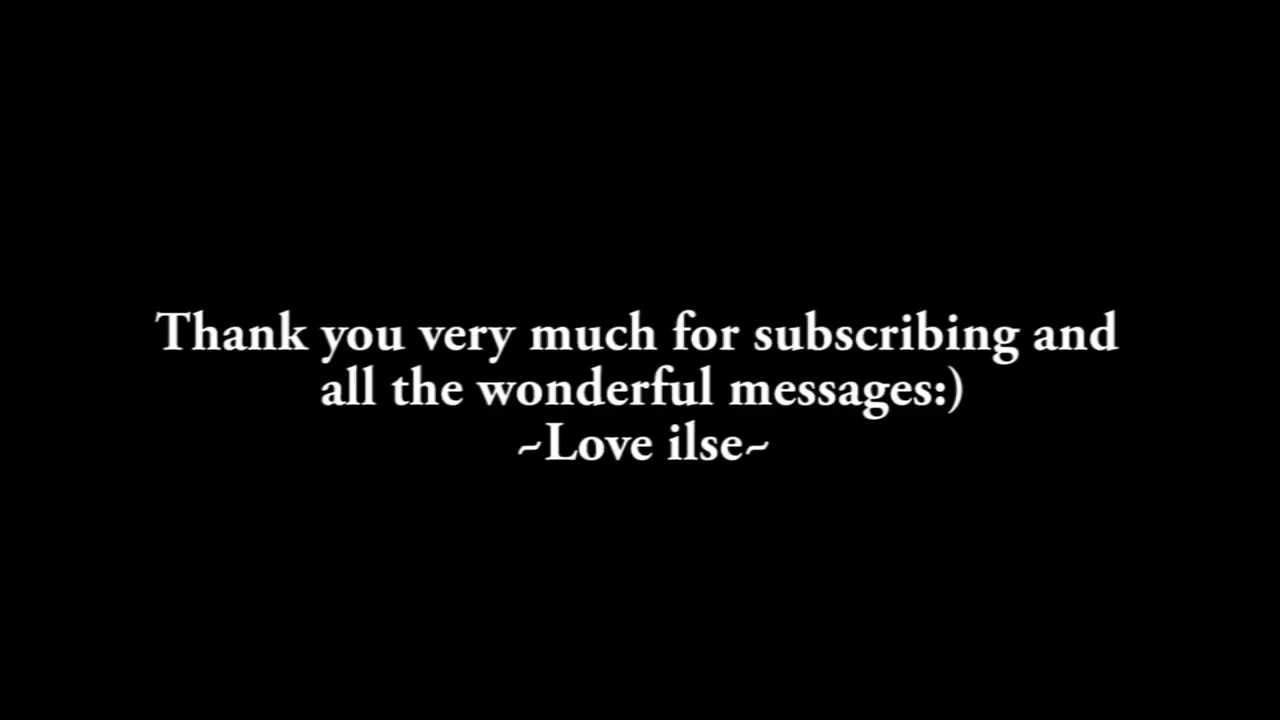 Thank you very much for subscribing and
all the wonderful messages:)
~Love ilse~